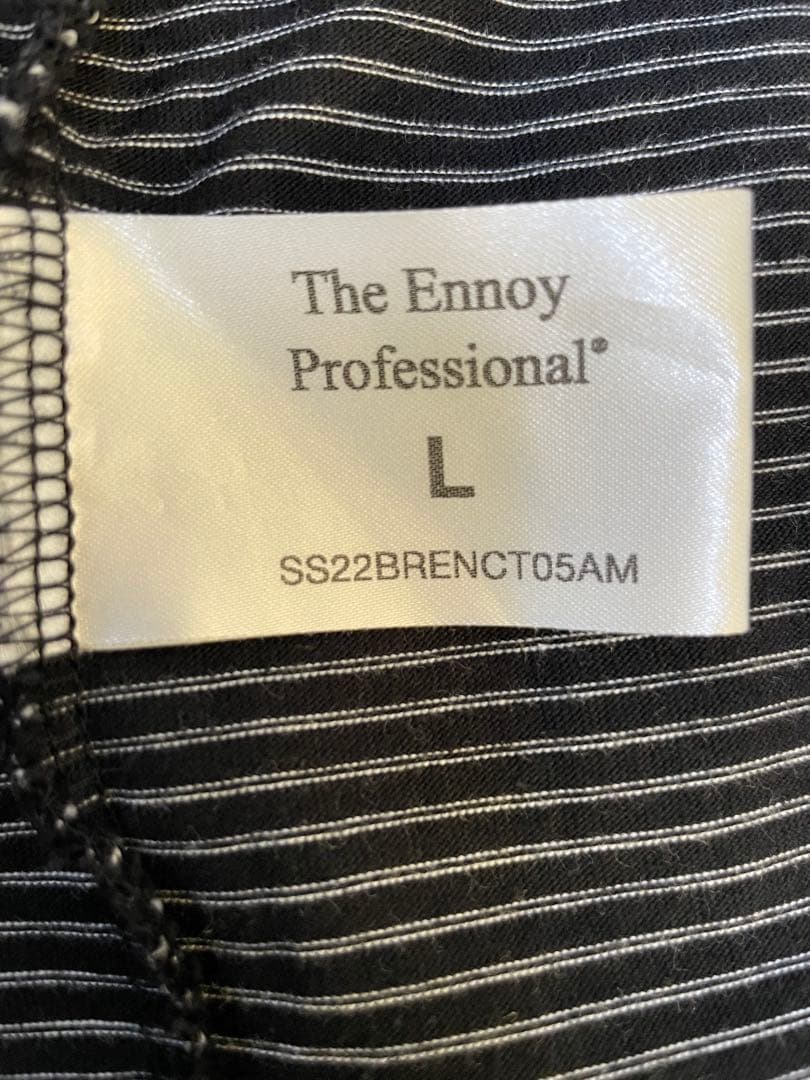 The Ennoy
Professional®
L
SS22BRENCT05AM